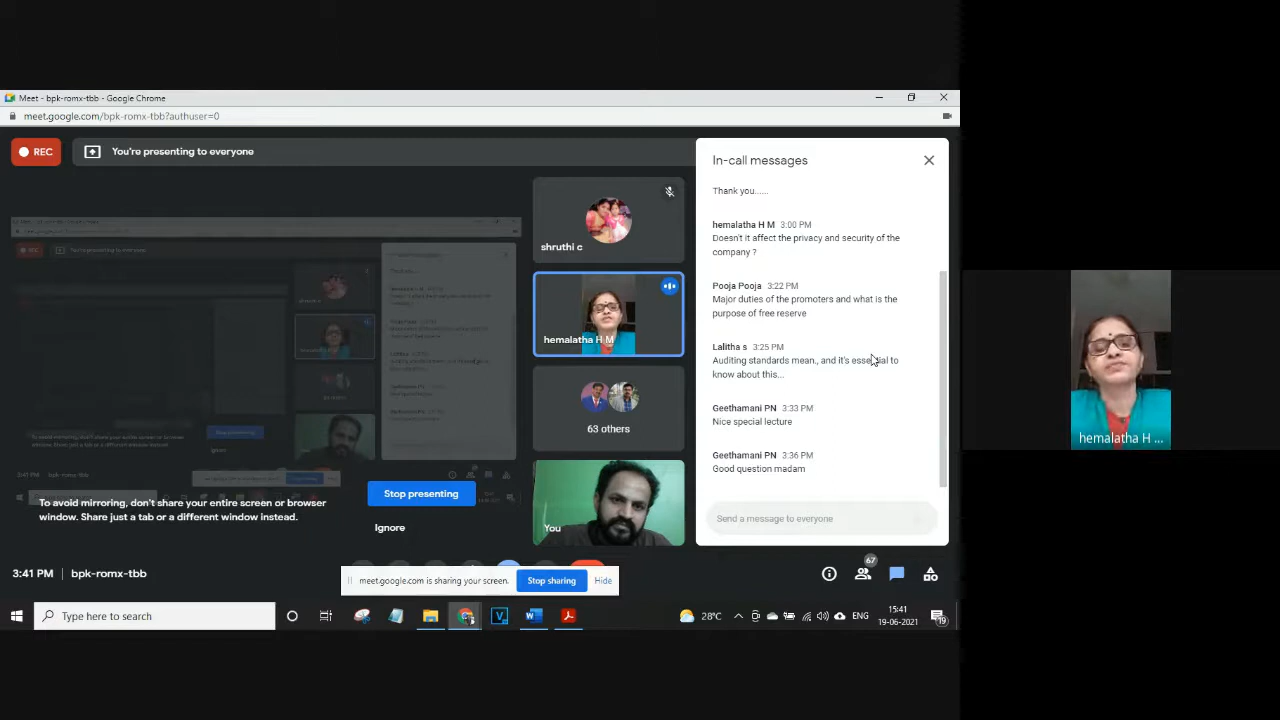 Meet - bpk-romx-tbb - Google Chrome
meet.google.com/bpk-romx-tbb?authuser=0
REC
You're presenting to everyone
In-call messages
Thank you......
hemalatha H M 3:00 PM
Doesn't it affect the privacy and security of the
company ?
Pooja Pooja 3:22 PM
Major duties of the promoters and what is the
purpose of free reserve
Lalitha s 3:25 PM
Auditing standards mean., and it's essential to
know about this...
Geethamani PN 3:33 PM
Nice special lecture
Geethamani PN 3:36 PM
Good question madam
Send a message to everyone
shruthi c
hemalatha H M
63 others
You
To avoid mirroring, don't share your entire screen or browser
window. Share just a tab or a different window instead.
Stop presenting
Ignore
3:41 PM | bpk-romx-tbb
67
meet.google.com is sharing your screen.
Stop sharing
Hide
Type here to search
28°C
ENG
15:41
19-06-2021
19
hemalatha H ...